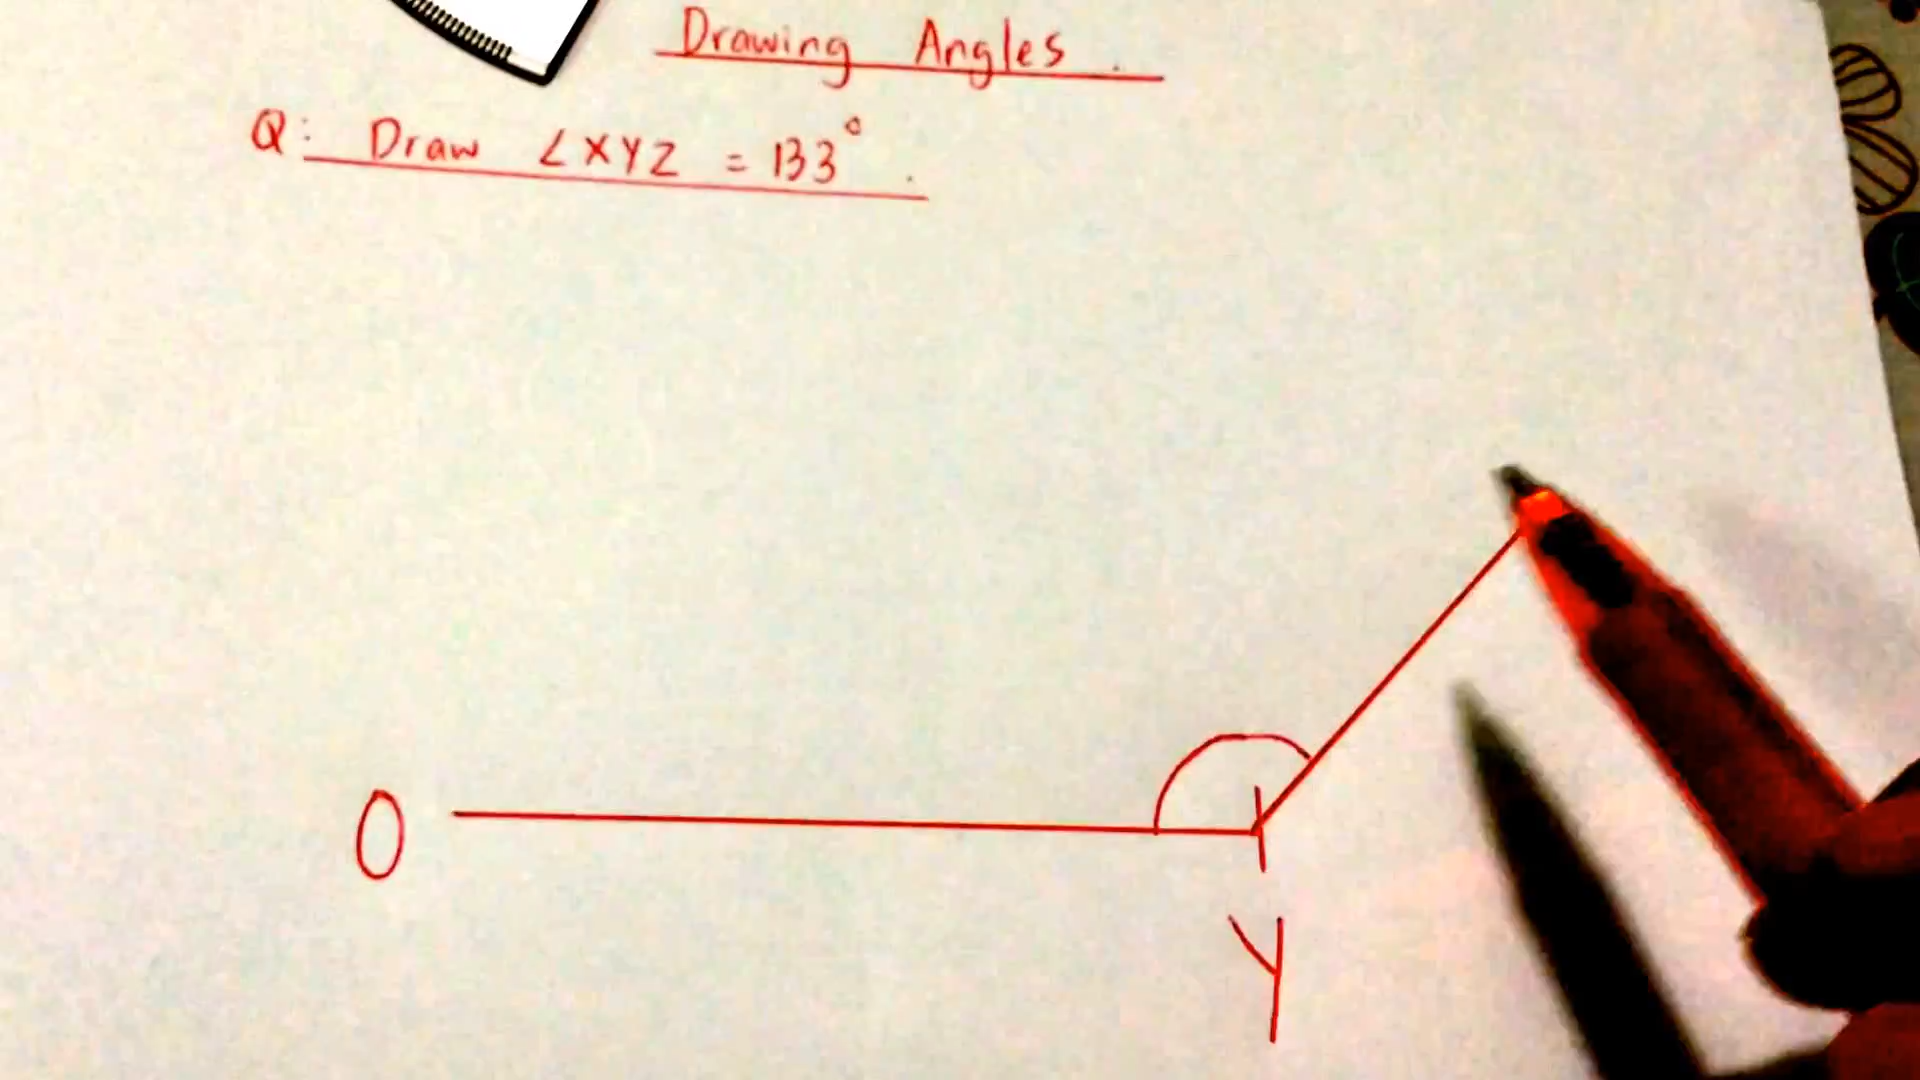 Drawing Angles.
Q: Draw ∠XYZ = 133°.
O
Y